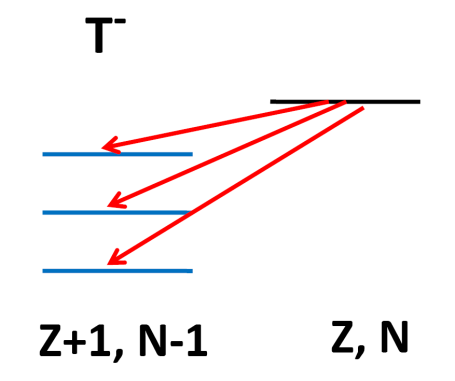 T⁻
Z+1, N-1
Z, N